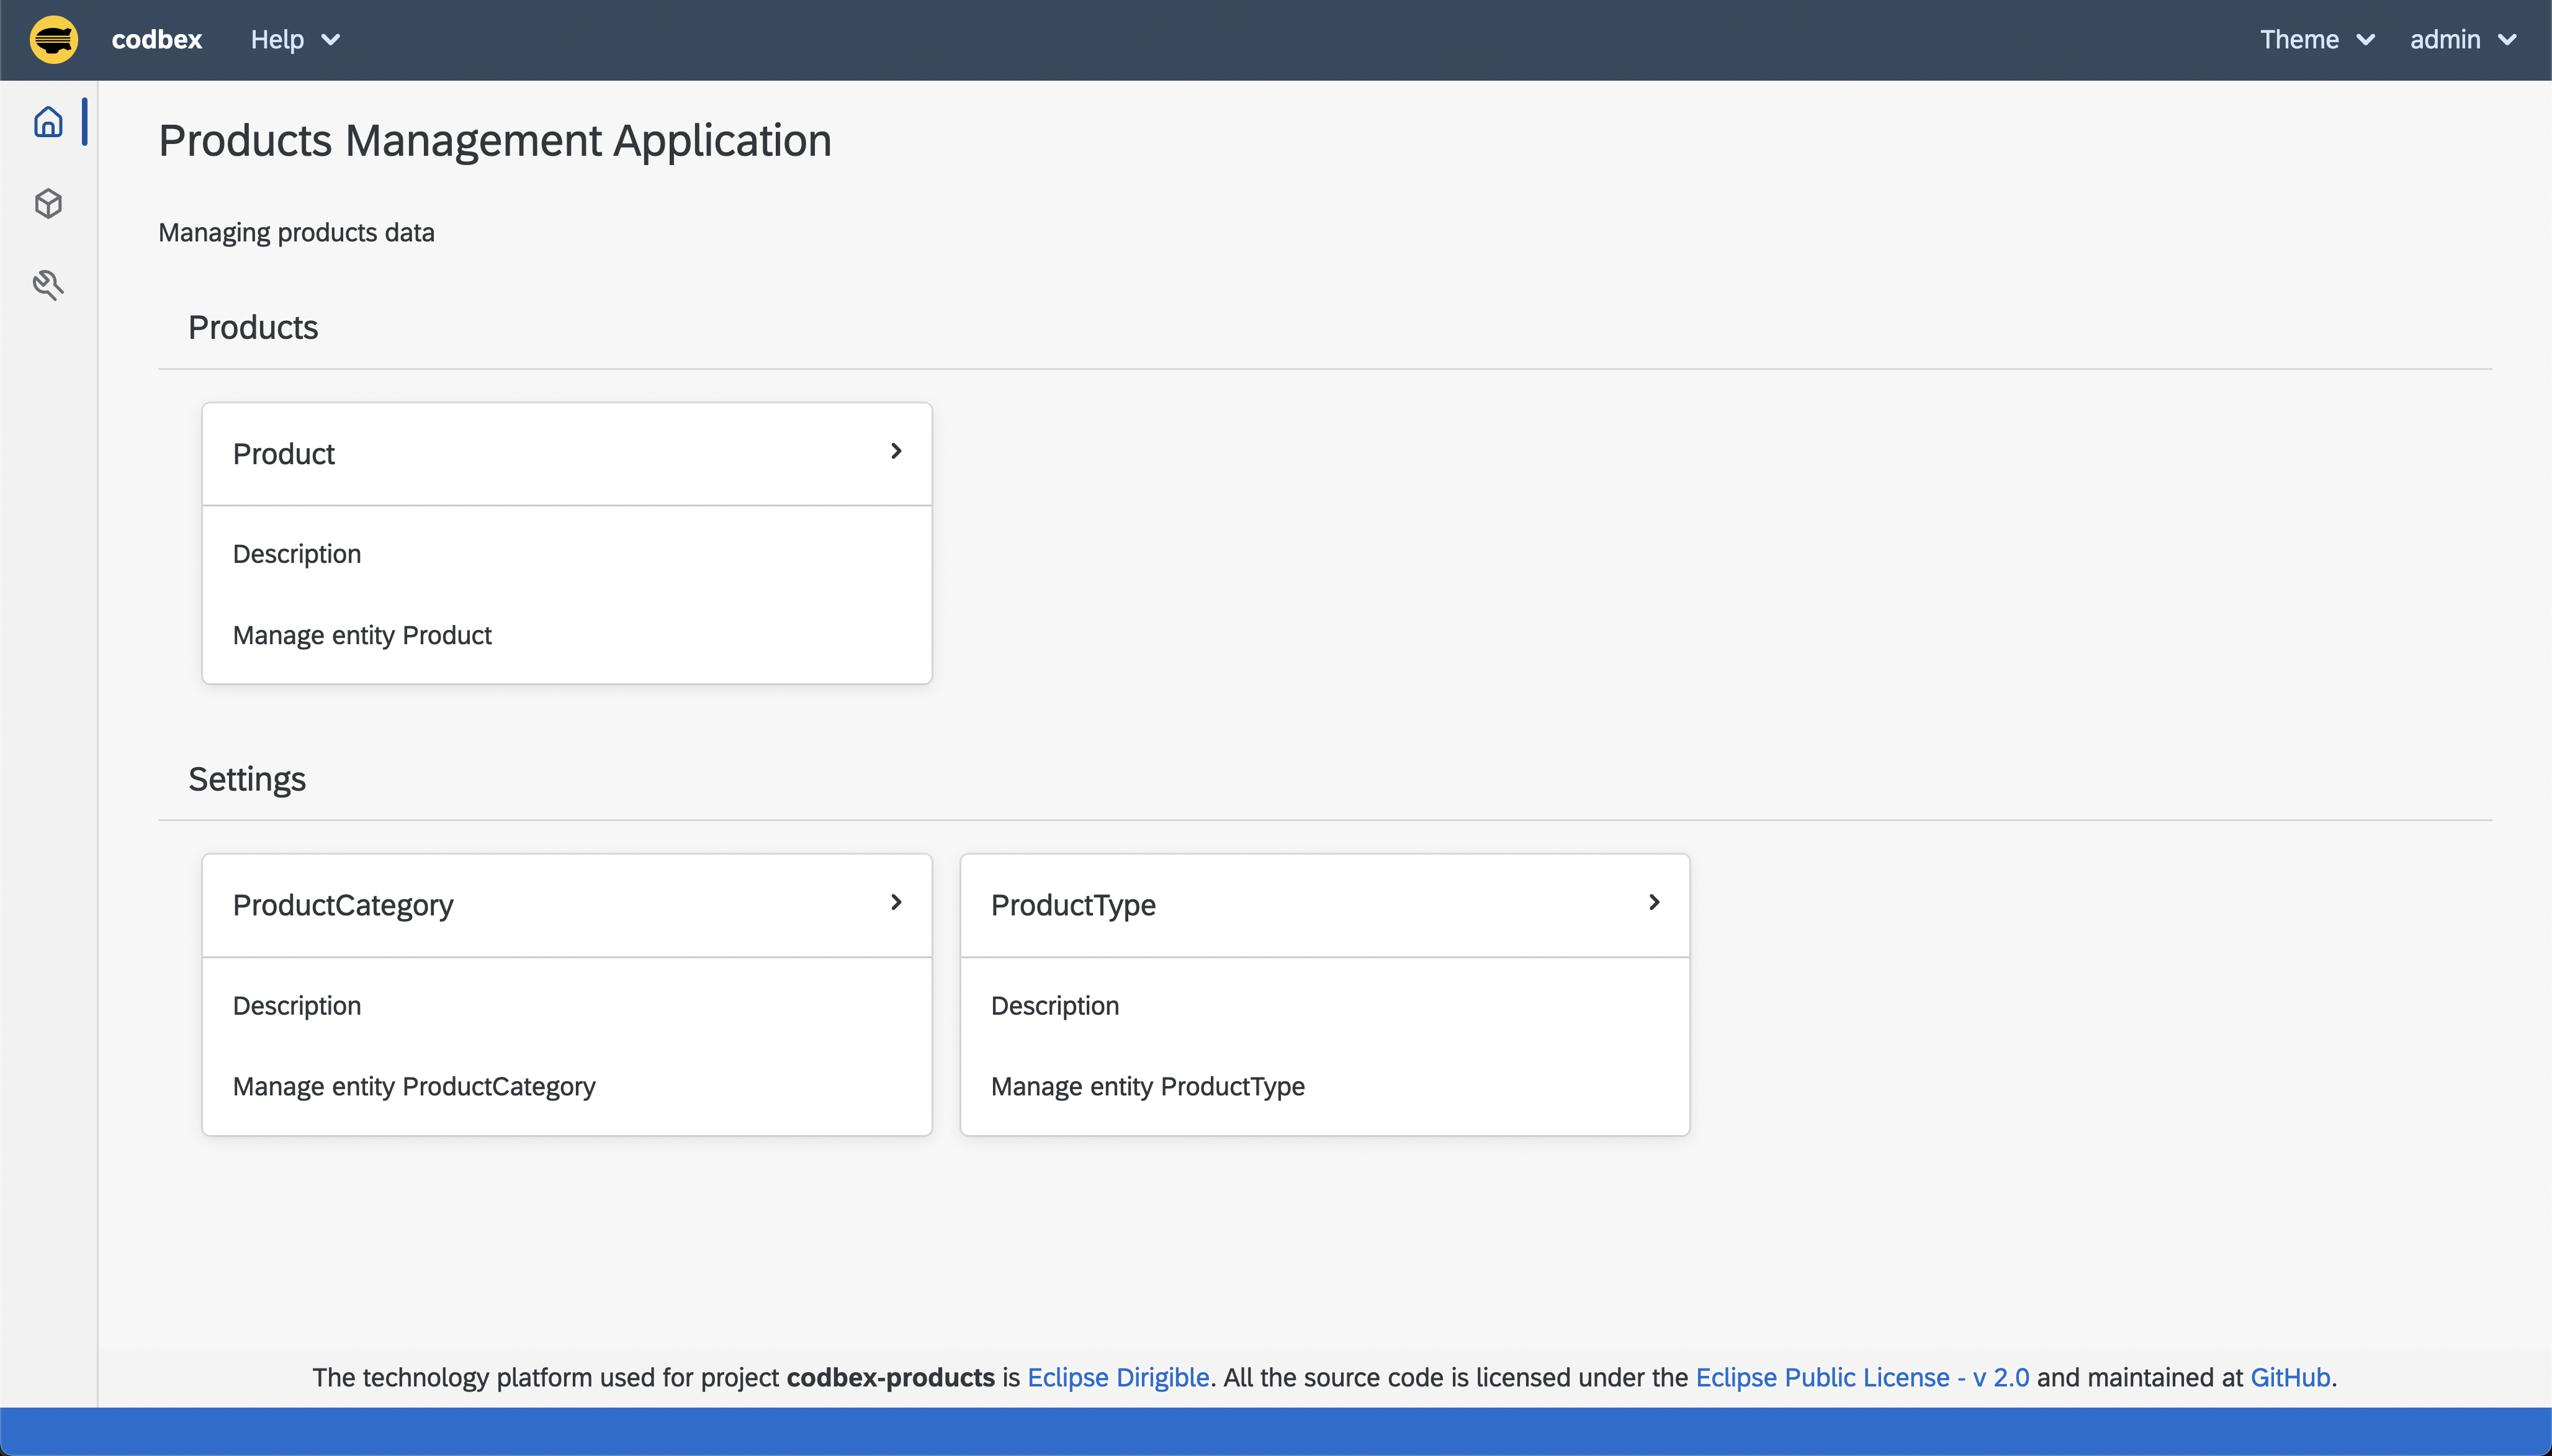 codbex Help Theme admin
Products Management Application
Managing products data
Products
Product
Description
Manage entity Product
Settings
ProductCategory
Description
Manage entity ProductCategory
ProductType
Description
Manage entity ProductType
The technology platform used for project codbex-products is Eclipse Dirigible. All the source code is licensed under the Eclipse Public License - v 2.0 and maintained at GitHub.